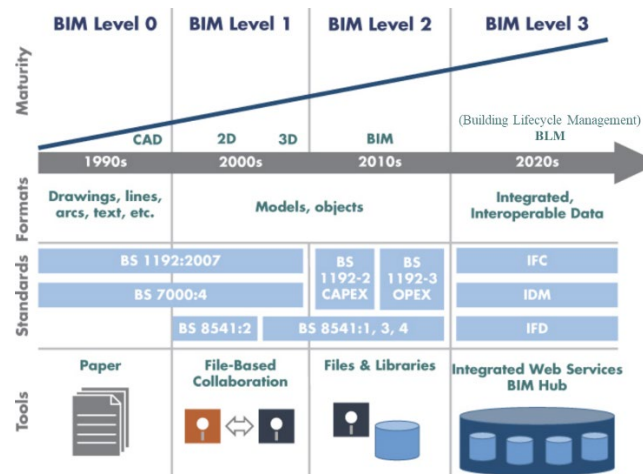 BIM Level 0
BIM Level 1
BIM Level 2
BIM Level 3
Maturity
(Building Lifecycle Management)
CAD
2D
3D
BIM
BLM
1990s
2000s
2010s
2020s
Formats
Drawings, lines,
arcs, text, etc.
Models, objects
Integrated,
Interoperable Data
Standards
BS 1192:2007
BS
1192-2
CAPEX
BS
1192-3
OPEX
IFC
BS 7000:4
IDM
BS 8541:2
BS 8541:1, 3, 4
IFD
Tools
Paper
File-Based
Collaboration
Files & Libraries
Integrated Web Services
BIM Hub